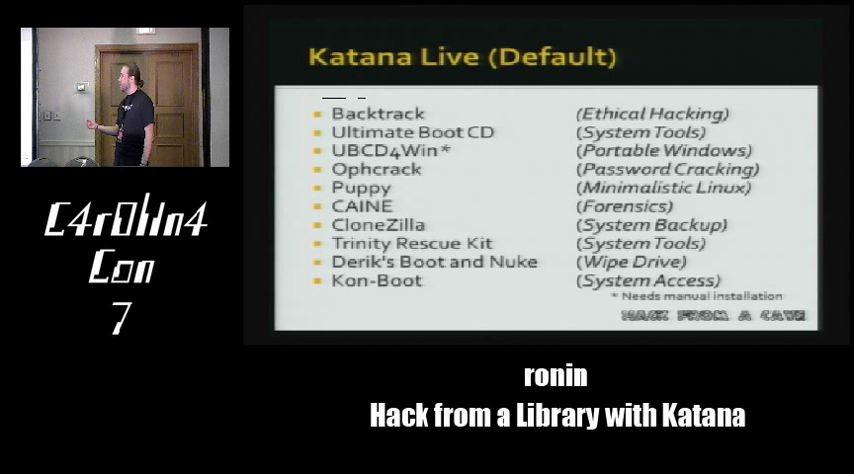 Katana Live (Default)
Backtrack (Ethical Hacking)
Ultimate Boot CD (System Tools)
UBCD4Win* (Portable Windows)
Ophcrack (Password Cracking)
Puppy (Minimalistic Linux)
CAINE (Forensics)
CloneZilla (System Backup)
Trinity Rescue Kit (System Tools)
Derik's Boot and Nuke (Wipe Drive)
Kon-Boot (System Access)
* Needs manual installation
HACK FROM A CAVE
C4r0l1n4
Con
7
ronin
Hack from a Library with Katana